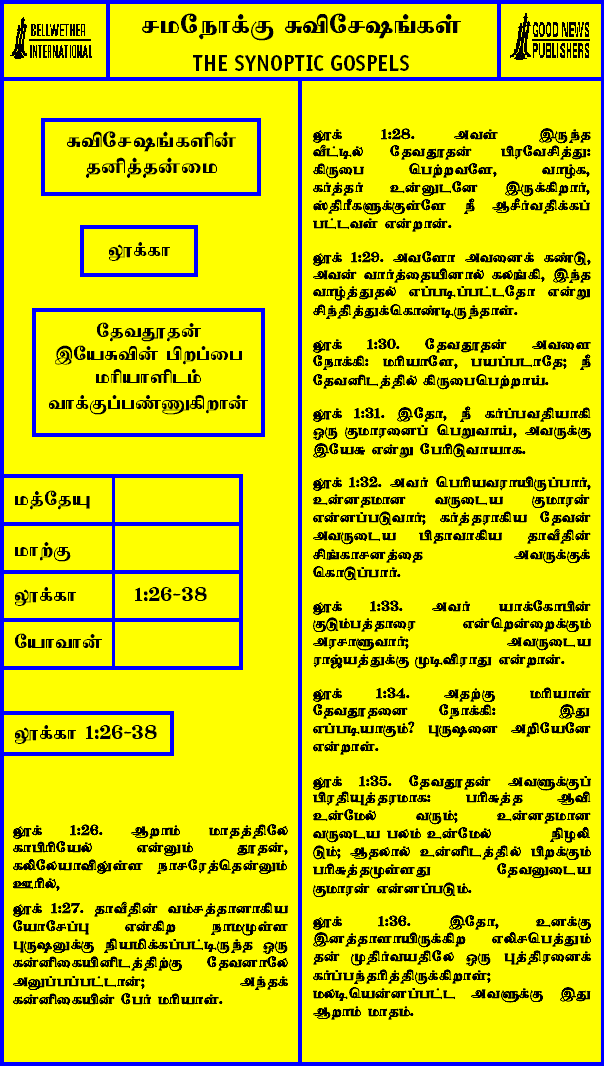 BELLWETHER
INTERNATIONAL
சமநோக்கு சுவிசேஷங்கள்
THE SYNOPTIC GOSPELS
GOOD NEWS
PUBLISHERS
சுவிசேஷங்களின்
தனித்தன்மை
லூக்கா
தேவதூதன்
இயேசுவின் பிறப்பை
மரியாளிடம்
வாக்குப்பண்ணுகிறான்
மத்தேயு
மாற்கு
லூக்கா 1:26-38
யோவான்
லூக்கா 1:26-38
லூக் 1:26. ஆறாம் மாதத்திலே
காபிரியேல் என்னும் தூதன்,
கலிலேயாவிலுள்ள நாசரேத்தென்னும்
ஊரில்,
லூக் 1:27. தாவீதின் வம்சத்தானாகிய
யோசேப்பு என்கிற நாமமுள்ள
புருஷனுக்கு நியமிக்கப்பட்டிருந்த ஒரு
கன்னிகையினிடத்திற்கு தேவனாலே
அனுப்பப்பட்டான்; அந்தக்
கன்னிகையின் பேர் மரியாள்.
லூக் 1:28. அவள் இருந்த
வீட்டில் தேவதூதன் பிரவேசித்து:
கிருபை பெற்றவளே, வாழ்க,
கர்த்தர் உன்னுடனே இருக்கிறார்,
ஸ்திரீகளுக்குள்ளே நீ ஆசீர்வதிக்கப்
பட்டவள் என்றான்.
லூக் 1:29. அவளோ அவனைக் கண்டு,
அவன் வார்த்தையினால் கலங்கி, இந்த
வாழ்த்துதல் எப்படிப்பட்டதோ என்று
சிந்தித்துக்கொண்டிருந்தாள்.
லூக் 1:30. தேவதூதன் அவளை
நோக்கி: மரியாளே, பயப்படாதே; நீ
தேவனிடத்தில் கிருபைபெற்றாய்.
லூக் 1:31. இதோ, நீ கர்ப்பவதியாகி
ஒரு குமாரனைப் பெறுவாய், அவருக்கு
இயேசு என்று பேரிடுவாயாக.
லூக் 1:32. அவர் பெரியவராயிருப்பார்,
உன்னதமான வருடைய குமாரன்
என்னப்படுவார்; கர்த்தராகிய தேவன்
அவருடைய பிதாவாகிய தாவீதின்
சிங்காசனத்தை அவருக்குக்
கொடுப்பார்.
லூக் 1:33. அவர் யாக்கோபின்
குடும்பத்தாரை என்றென்றைக்கும்
அரசாளுவார்; அவருடைய
ராஜ்யத்துக்கு முடிவிராது என்றான்.
லூக் 1:34. அதற்கு மரியாள்
தேவதூதனை நோக்கி: இது
எப்படியாகும்? புருஷனை அறியேனே
என்றாள்.
லூக் 1:35. தேவதூதன் அவளுக்குப்
பிரதியுத்தரமாக: பரிசுத்த ஆவி
உன்மேல் வரும்; உன்னதமான
வருடைய பலம் உன்மேல் நிழலி
டும்; ஆதலால் உன்னிடத்தில் பிறக்கும்
பரிசுத்தமுள்ளது தேவனுடைய
குமாரன் என்னப்படும்.
லூக் 1:36. இதோ, உனக்கு
இனத்தாளாயிருக்கிற எலிசபெத்தும்
தன் முதிர்வயதிலே ஒரு புத்திரனைக்
கர்ப்பந்தரித்திருக்கிறாள்;
மலடியென்னப்பட்ட அவளுக்கு இது
ஆறாம் மாதம்.